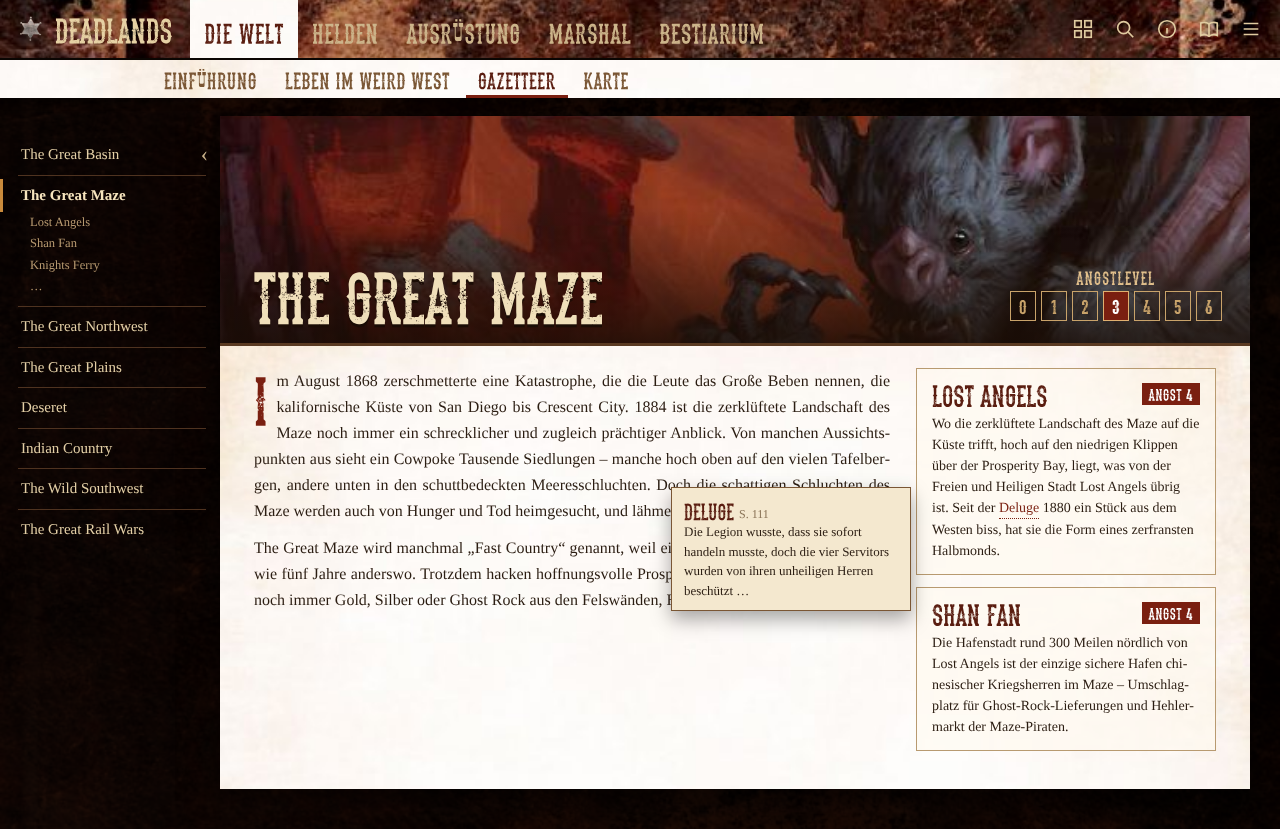 DEADLANDS
DIE WELT
HELDEN
AUSRÜSTUNG
MARSHAL
BESTIARIUM
EINFÜHRUNG
LEBEN IM WEIRD WEST
GAZETTEER
KARTE
The Great Basin
The Great Maze
Lost Angels
Shan Fan
Knights Ferry
…
The Great Northwest
The Great Plains
Deseret
Indian Country
The Wild Southwest
The Great Rail Wars
THE GREAT MAZE
ANGSTLEVEL
0 1 2 3 4 5 6
Im August 1868 zerschmetterte eine Katastrophe, die die Leute das Große Beben nennen, die
kalifornische Küste von San Diego bis Crescent City. 1884 ist die zerklüftete Landschaft des
Maze noch immer ein schrecklicher und zugleich prächtiger Anblick. Von manchen Aussichts-
punkten aus sieht ein Cowpoke Tausende Siedlungen – manche hoch oben auf den vielen Tafelber-
gen, andere unten in den schuttbedeckten Meeresschluchten. Doch die schattigen Schluchten des
Maze werden auch von Hunger und Tod heimgesucht, und lähme
The Great Maze wird manchmal „Fast Country“ genannt, weil
wie fünf Jahre anderswo. Trotzdem hacken hoffnungsvolle
noch immer Gold, Silber oder Ghost Rock aus den Felswänden,
DELUGE S. 111
Die Legion wusste, dass sie sofort
handeln musste, doch die vier Servitors
wurden von ihren unheiligen Herren
beschützt …
LOST ANGELS
ANGST 4
Wo die zerklüftete Landschaft des Maze auf die
Küste trifft, hoch auf den niedrigen Klippen
über der Prosperity Bay, liegt, was von der
Freien und Heiligen Stadt Lost Angels übrig
ist. Seit der Deluge 1880 ein Stück aus dem
Westen biss, hat sie die Form eines zerfransten
Halbmonds.
SHAN FAN
ANGST 4
Die Hafenstadt rund 300 Meilen nördlich von
Lost Angels ist der einzige sichere Hafen chi-
nesischer Kriegsherren im Maze – Umschlag-
platz für Ghost-Rock-Lieferungen und Hehler-
markt der Maze-Piraten.